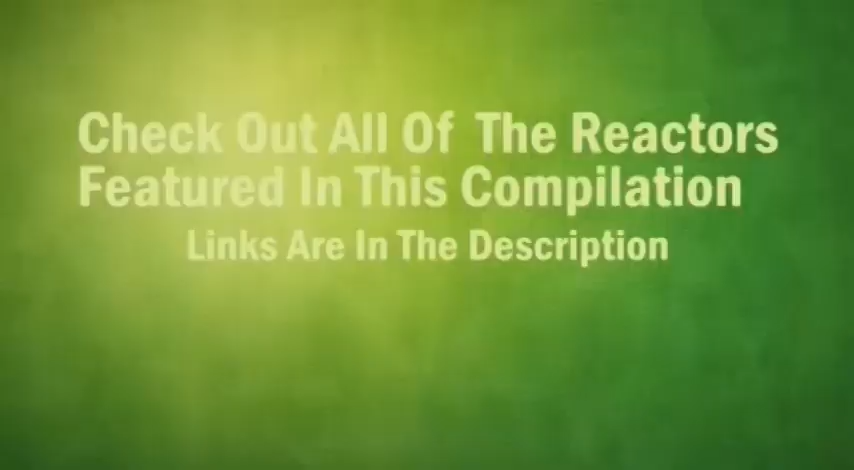 Check Out All Of The Reactors
Featured In This Compilation
Links Are In The Description